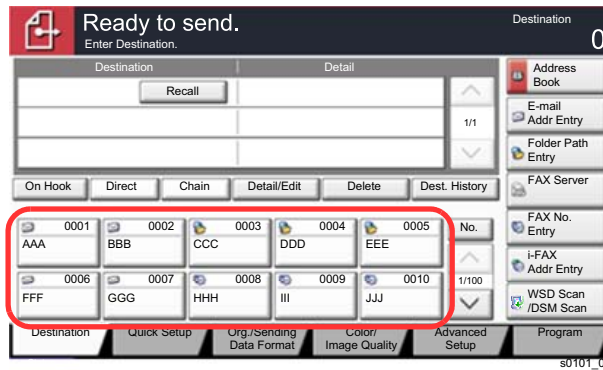 Ready to send.
Destination
0
Enter Destination.
Destination Detail
Recall
1/1
Address
Book
E-mail
Addr Entry
Folder Path
Entry
FAX Server
FAX No.
Entry
i-FAX
Addr Entry
WSD Scan
/DSM Scan
On Hook Direct Chain Detail/Edit Delete Dest. History
0001 0002 0003 0004 0005 No.
AAA BBB CCC DDD EEE
0006 0007 0008 0009 0010 1/100
FFF GGG HHH III JJJ
Destination Quick Setup Org./Sending
Data Format Color/
Image Quality Advanced
Setup Program
s0101_0